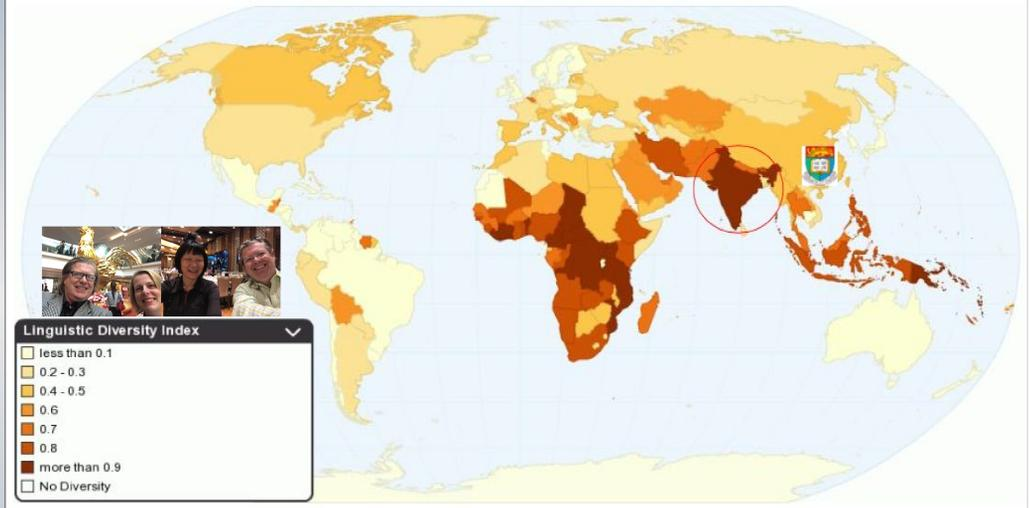 Linguistic Diversity Index
less than 0.1
0.2 - 0.3
0.4 - 0.5
0.6
0.7
0.8
more than 0.9
No Diversity